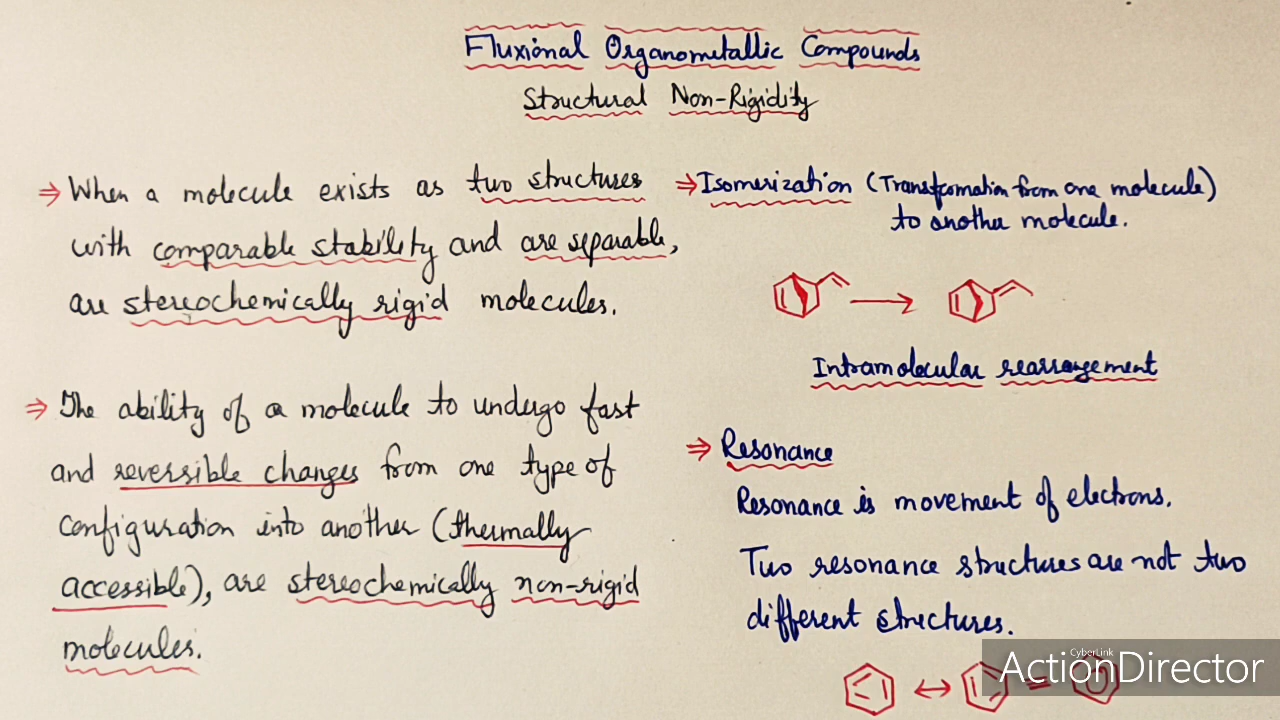 Fluxional Organometallic Compounds
Structural Non-Rigidity
⇒ When a molecule exists as two structures
with comparable stability and are separable,
are stereochemically rigid molecules.
⇒ The ability of a molecule to undergo fast
and reversible changes from one type of
configuration into another (thermally
accessible), are stereochemically non-rigid
molecules.
⇒ Isomerization (Transformation from one molecule)
to another molecule.
Intramolecular rearrangement
⇒ Resonance
Resonance is movement of electrons.
Two resonance structures are not two
different structures.
CyberLink
ActionDirector